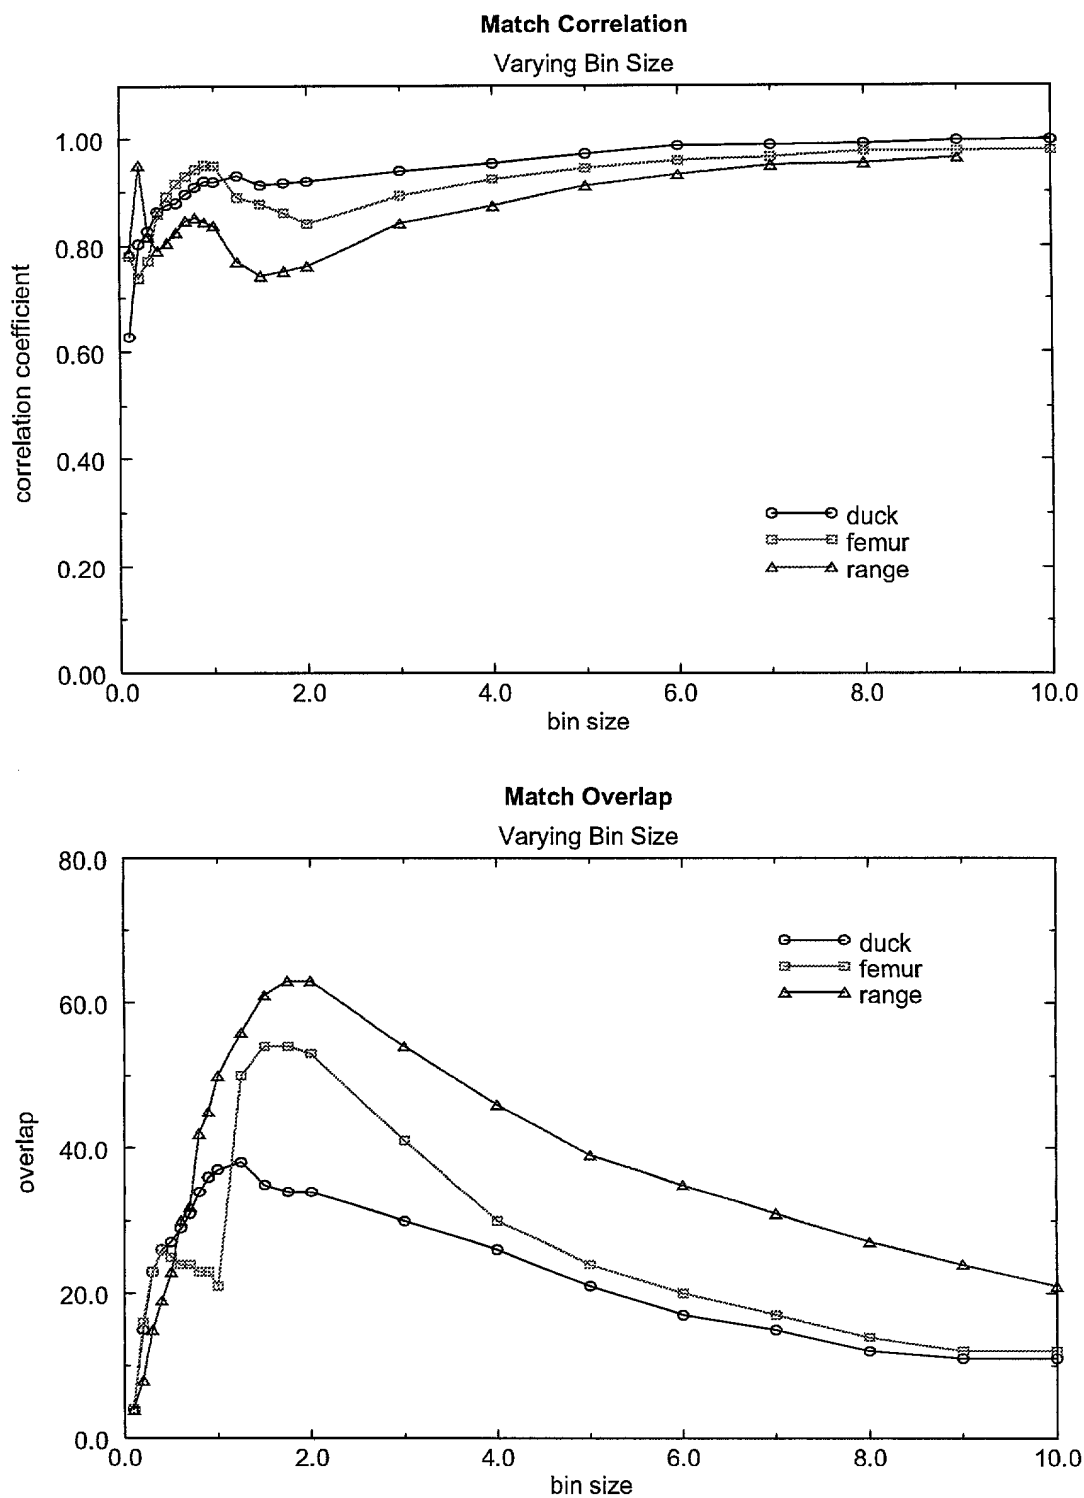 Match Correlation
Varying Bin Size
1.00
0.80
0.60
0.40
0.20
0.00
correlation coefficient
duck
femur
range
0.0 2.0 4.0 6.0 8.0 10.0
bin size
Match Overlap
Varying Bin Size
80.0
60.0
40.0
20.0
0.0
overlap
duck
femur
range
0.0 2.0 4.0 6.0 8.0 10.0
bin size